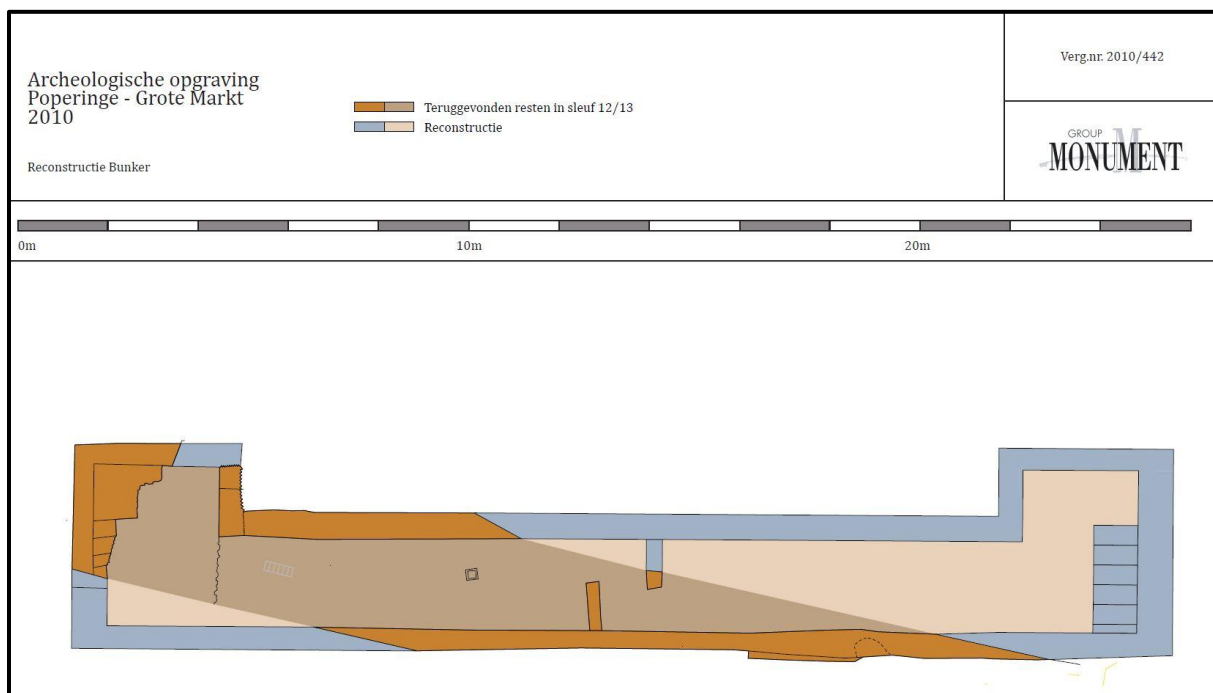 Archeologische opgraving
Poperinge - Grote Markt
2010
Reconstructie Bunker
Teruggevonden resten in sleuf 12/13
Reconstructie
Verg.nr. 2010/442
GROUP
MONUMENT
0m
10m
20m